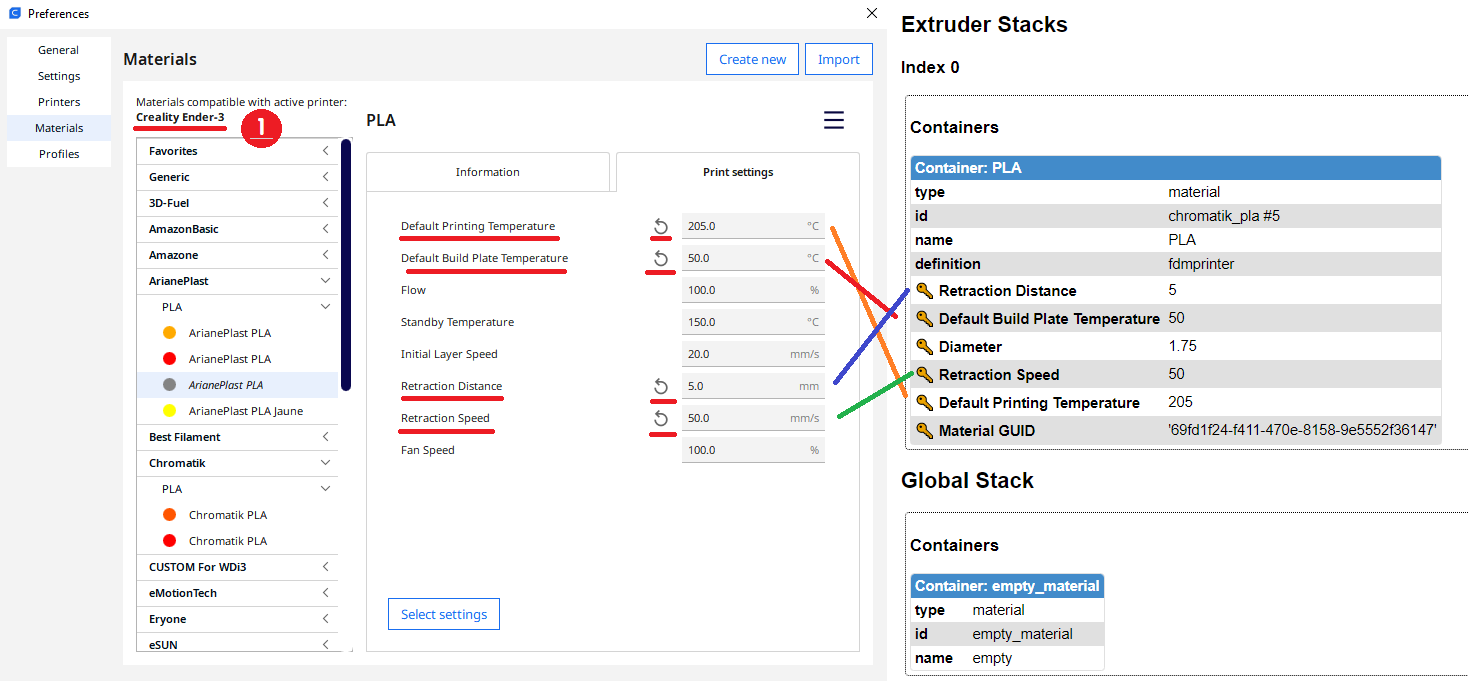 Preferences
General
Settings
Printers
Materials
Profiles
Materials
Create new
Import
Materials compatible with active printer:
Creality Ender-3
1
Favorites
Generic
3D-Fuel
AmazonBasic
Amazone
ArianePlast
PLA
ArianePlast PLA
ArianePlast PLA
ArianePlast PLA
ArianePlast PLA Jaune
Best Filament
Chromatik
PLA
Chromatik PLA
Chromatik PLA
CUSTOM For WDi3
eMotionTech
Eryone
eSUN
PLA
Information
Print settings
Default Printing Temperature 205.0 °C
Default Build Plate Temperature 50.0 °C
Flow 100.0 %
Standby Temperature 150.0 °C
Initial Layer Speed 20.0 mm/s
Retraction Distance 5.0 mm
Retraction Speed 50.0 mm/s
Fan Speed 100.0 %
Select settings
Extruder Stacks
Index 0
Containers
Container: PLA
type material
id chromatik_pla #5
name PLA
definition fdmprinter
Retraction Distance 5
Default Build Plate Temperature 50
Diameter 1.75
Retraction Speed 50
Default Printing Temperature 205
Material GUID '69fd1f24-f411-470e-8158-9e5552f36147'
Global Stack
Containers
Container: empty_material
type material
id empty_material
name empty